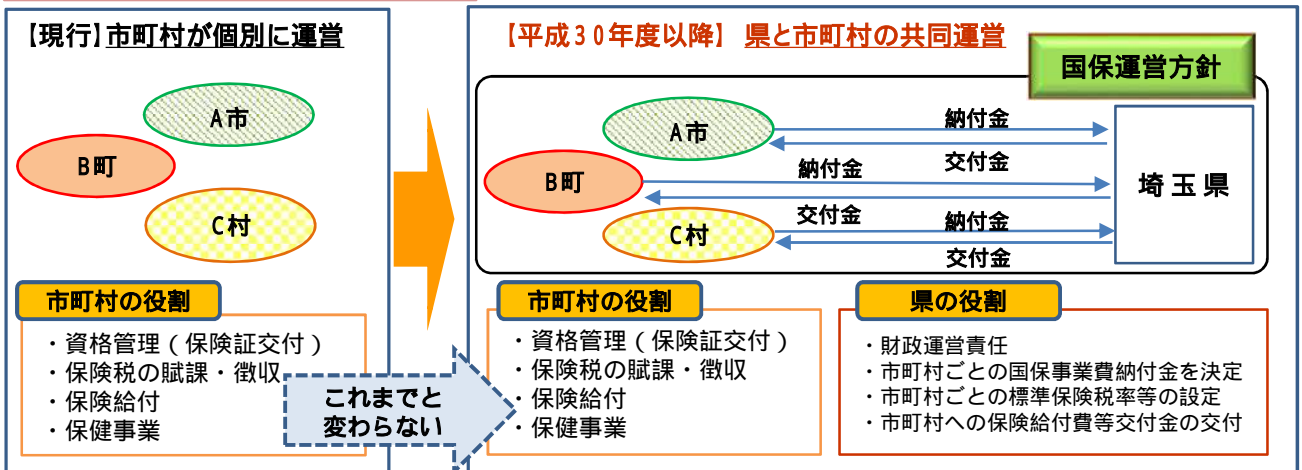 【現行】市町村が個別に運営
A市
B町
C村
市町村の役割
・資格管理(保険証交付)
・保険税の賦課・徴収
・保険給付
・保健事業
これまでと
変わらない
【平成30年度以降】 県と市町村の共同運営
国保運営方針
A市
B町
C村
納付金
交付金
納付金
交付金
納付金
交付金
埼玉県
市町村の役割
・資格管理(保険証交付)
・保険税の賦課・徴収
・保険給付
・保健事業
県の役割
・財政運営責任
・市町村ごとの国保事業費納付金を決定
・市町村ごとの標準保険税率等の設定
・市町村への保険給付費等交付金の交付